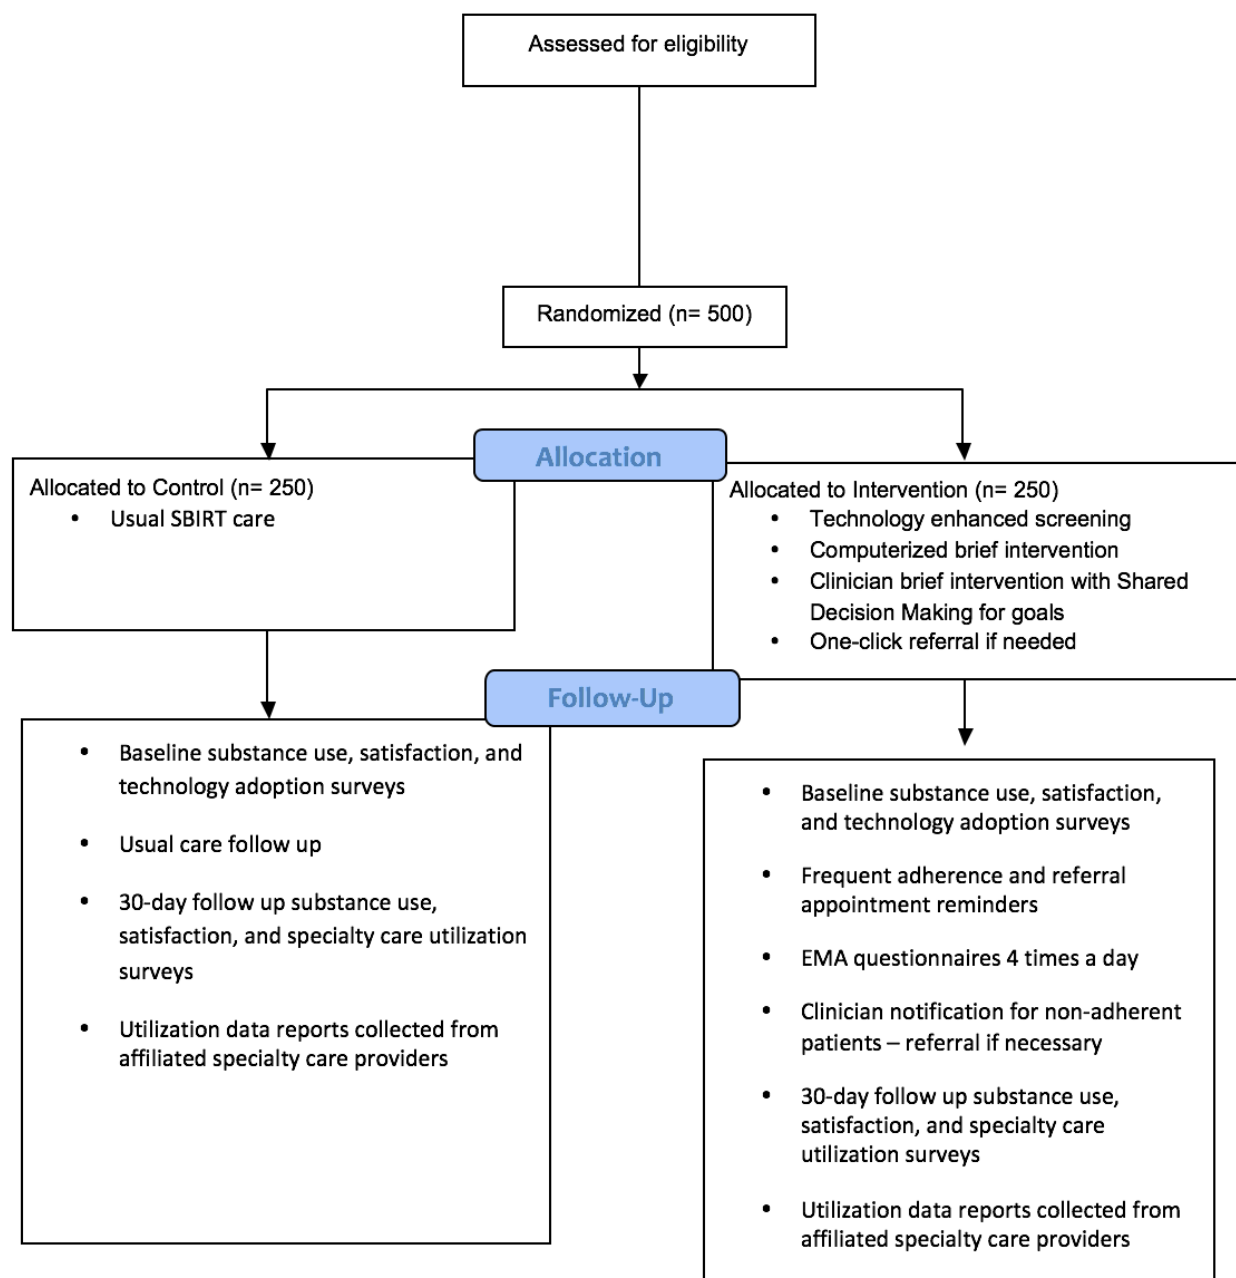 Assessed for eligibility
Randomized (n= 500)
Allocation
Allocated to Control (n= 250)
• Usual SBIRT care
Allocated to Intervention (n= 250)
• Technology enhanced screening
• Computerized brief intervention
• Clinician brief intervention with Shared
Decision Making for goals
• One-click referral if needed
Follow-Up
• Baseline substance use, satisfaction, and
technology adoption surveys
• Usual care follow up
• 30-day follow up substance use,
satisfaction, and specialty care utilization
surveys
• Utilization data reports collected from
affiliated specialty care providers
• Baseline substance use, satisfaction,
and technology adoption surveys
• Frequent adherence and referral
appointment reminders
• EMA questionnaires 4 times a day
• Clinician notification for non-adherent
patients – referral if necessary
• 30-day follow up substance use,
satisfaction, and specialty care
utilization surveys
• Utilization data reports collected from
affiliated specialty care providers